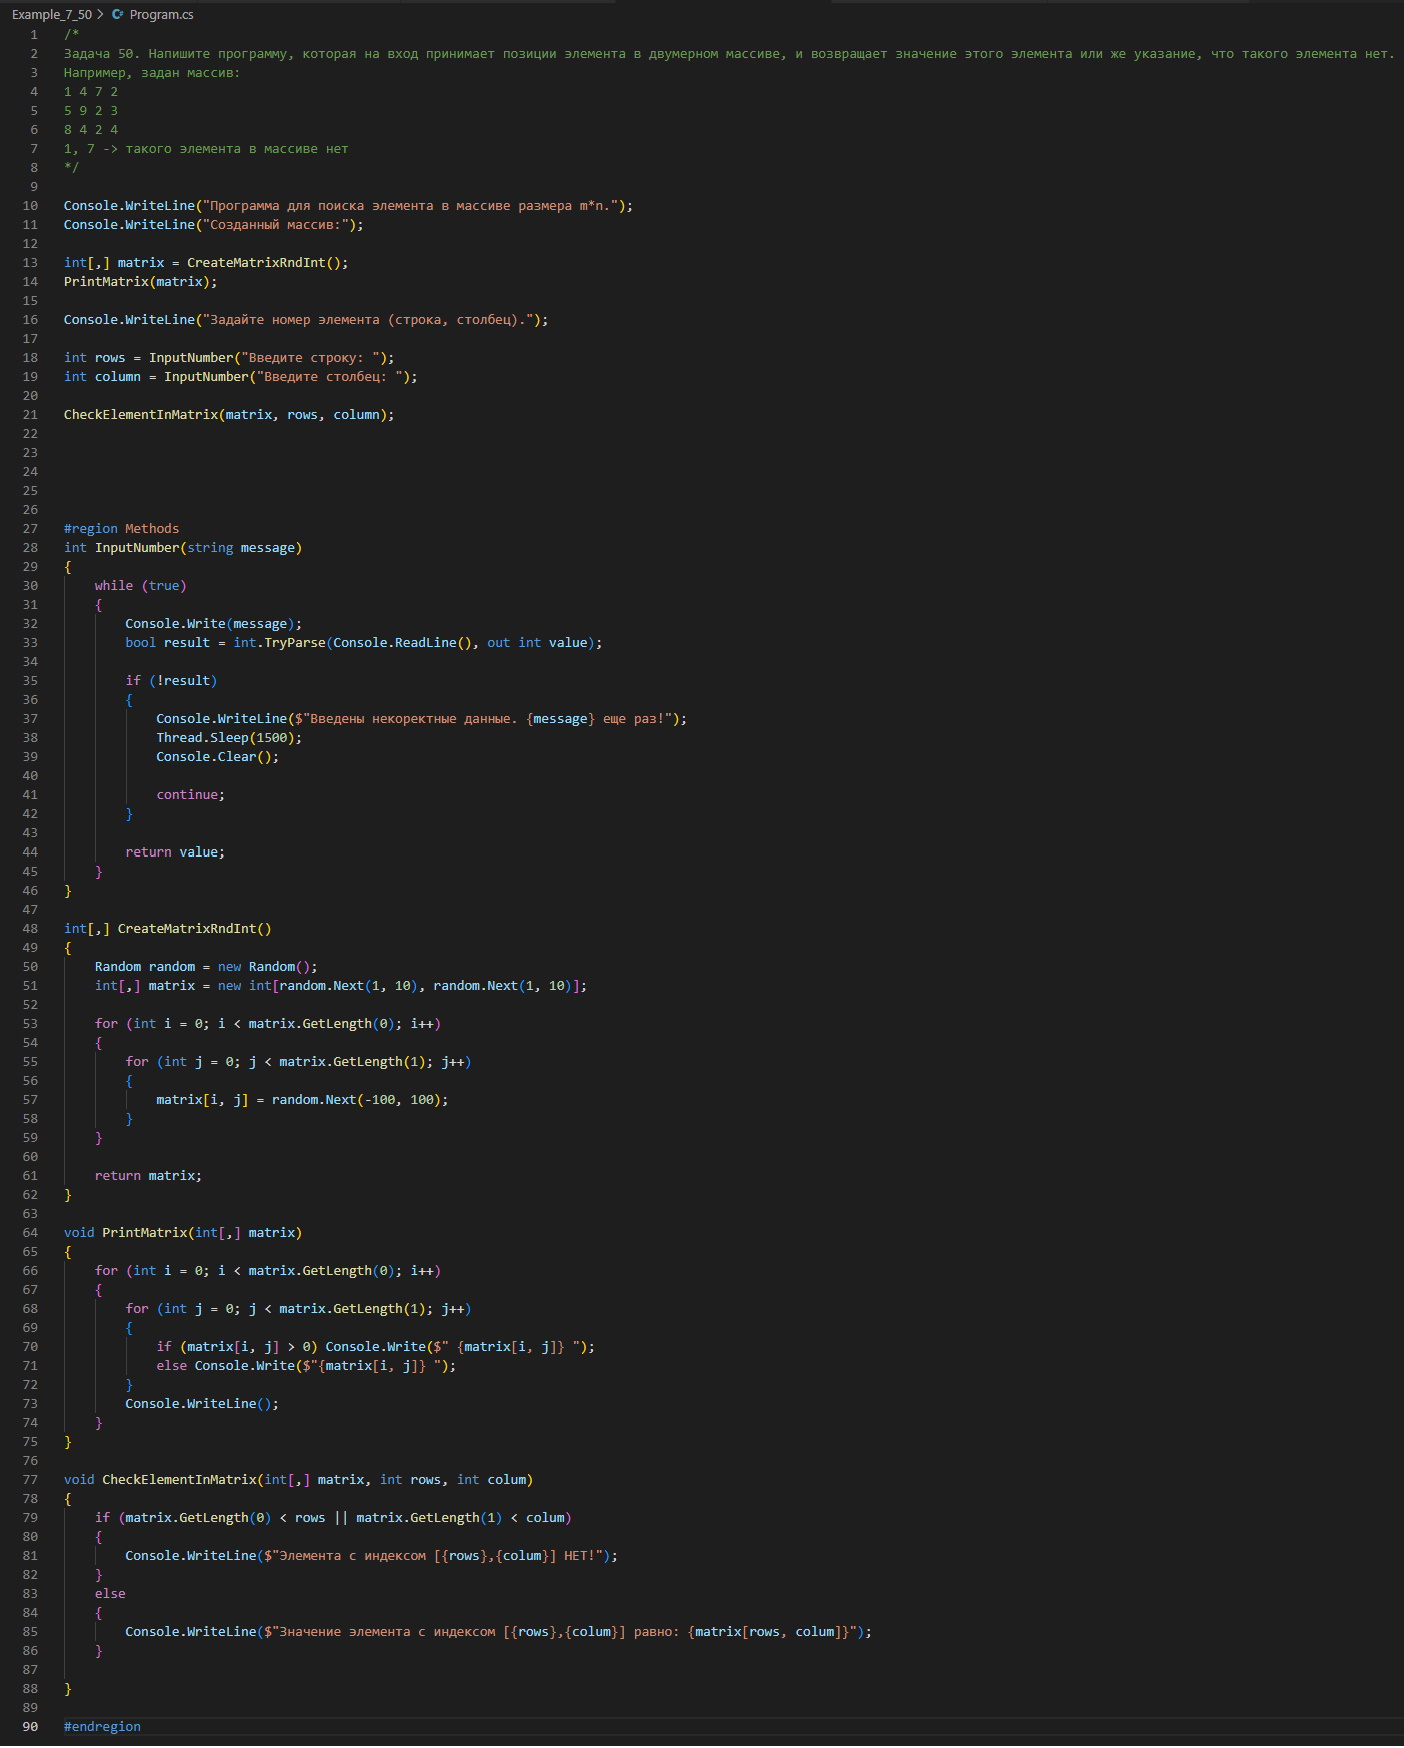 Example_7_50 > C# Program.cs
1 /*
2 Задача 50. Напишите программу, которая на вход принимает позиции элемента в двумерном массиве, и возвращает значение этого элемента или же указание, что такого элемента нет.
3 Например, задан массив:
4 1 4 7 2
5 5 9 2 3
6 8 4 2 4
7 1, 7 -> такого элемента в массиве нет
8 */
9
10 Console.WriteLine("Программа для поиска элемента в массиве размера m*n.");
11 Console.WriteLine("Созданный массив:");
12
13 int[,] matrix = CreateMatrixRndInt();
14 PrintMatrix(matrix);
15
16 Console.WriteLine("Задайте номер элемента (строка, столбец).");
17
18 int rows = InputNumber("Введите строку: ");
19 int column = InputNumber("Введите столбец: ");
20
21 CheckElementInMatrix(matrix, rows, column);
22
23
24
25
26
27 #region Methods
28 int InputNumber(string message)
29 {
30     while (true)
31     {
32         Console.Write(message);
33         bool result = int.TryParse(Console.ReadLine(), out int value);
34
35         if (!result)
36         {
37             Console.WriteLine($"Введены некоректные данные. {message} еще раз!");
38             Thread.Sleep(1500);
39             Console.Clear();
40
41             continue;
42         }
43
44         return value;
45     }
46 }
47
48 int[,] CreateMatrixRndInt()
49 {
50     Random random = new Random();
51     int[,] matrix = new int[random.Next(1, 10), random.Next(1, 10)];
52
53     for (int i = 0; i < matrix.GetLength(0); i++)
54     {
55         for (int j = 0; j < matrix.GetLength(1); j++)
56         {
57             matrix[i, j] = random.Next(-100, 100);
58         }
59     }
60
61     return matrix;
62 }
63
64 void PrintMatrix(int[,] matrix)
65 {
66     for (int i = 0; i < matrix.GetLength(0); i++)
67     {
68         for (int j = 0; j < matrix.GetLength(1); j++)
69         {
70             if (matrix[i, j] > 0) Console.Write($" {matrix[i, j]} ");
71             else Console.Write($"{matrix[i, j]} ");
72         }
73         Console.WriteLine();
74     }
75 }
76
77 void CheckElementInMatrix(int[,] matrix, int rows, int colum)
78 {
79     if (matrix.GetLength(0) < rows || matrix.GetLength(1) < colum)
80     {
81         Console.WriteLine($"Элемента с индексом [{rows},{colum}] НЕТ!");
82     }
83     else
84     {
85         Console.WriteLine($"Значение элемента с индексом [{rows},{colum}] равно: {matrix[rows, colum]}");
86     }
87
88 }
89
90 #endregion